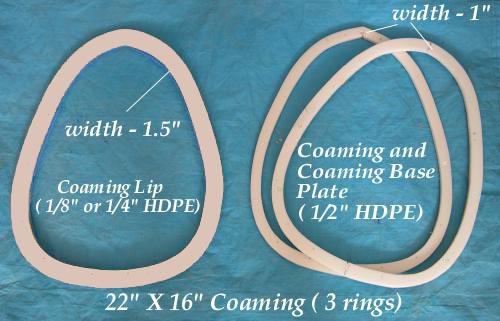 width - 1"
width - 1.5"
Coaming Lip
( 1/8" or 1/4" HDPE)
Coaming and
Coaming Base
Plate
( 1/2" HDPE)
22" X 16" Coaming ( 3 rings)